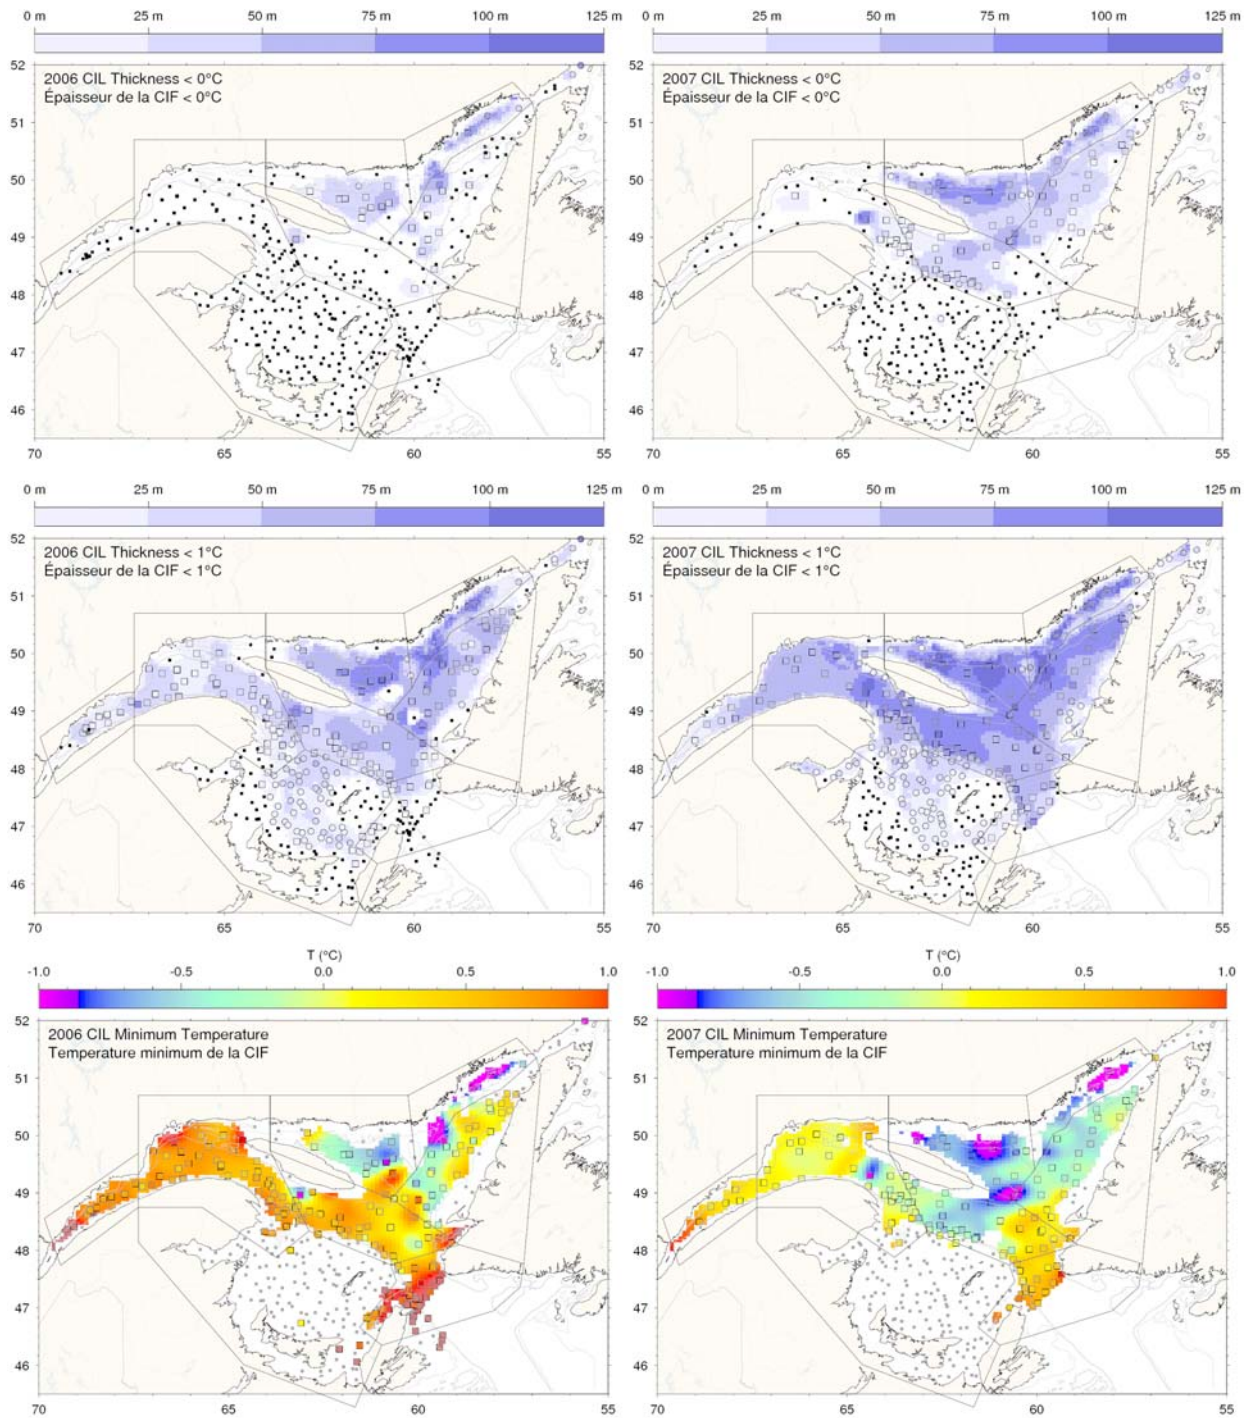 0 m 25 m 50 m 75 m 100 m 125 m
2006 CIL Thickness < 0°C
Épaisseur de la CIF < 0°C
52
51
50
49
48
47
46
70 65 60 55
0 m 25 m 50 m 75 m 100 m 125 m
2007 CIL Thickness < 0°C
Épaisseur de la CIF < 0°C
52
51
50
49
48
47
46
70 65 60 55
0 m 25 m 50 m 75 m 100 m 125 m
2006 CIL Thickness < 1°C
Épaisseur de la CIF < 1°C
52
51
50
49
48
47
46
70 65 60 55
0 m 25 m 50 m 75 m 100 m 125 m
2007 CIL Thickness < 1°C
Épaisseur de la CIF < 1°C
52
51
50
49
48
47
46
70 65 60 55
T (°C)
-1.0 -0.5 0.0 0.5 1.0
2006 CIL Minimum Temperature
Temperature minimum de la CIF
52
51
50
49
48
47
46
70 65 60 55
T (°C)
-1.0 -0.5 0.0 0.5 1.0
2007 CIL Minimum Temperature
Temperature minimum de la CIF
52
51
50
49
48
47
46
70 65 60 55